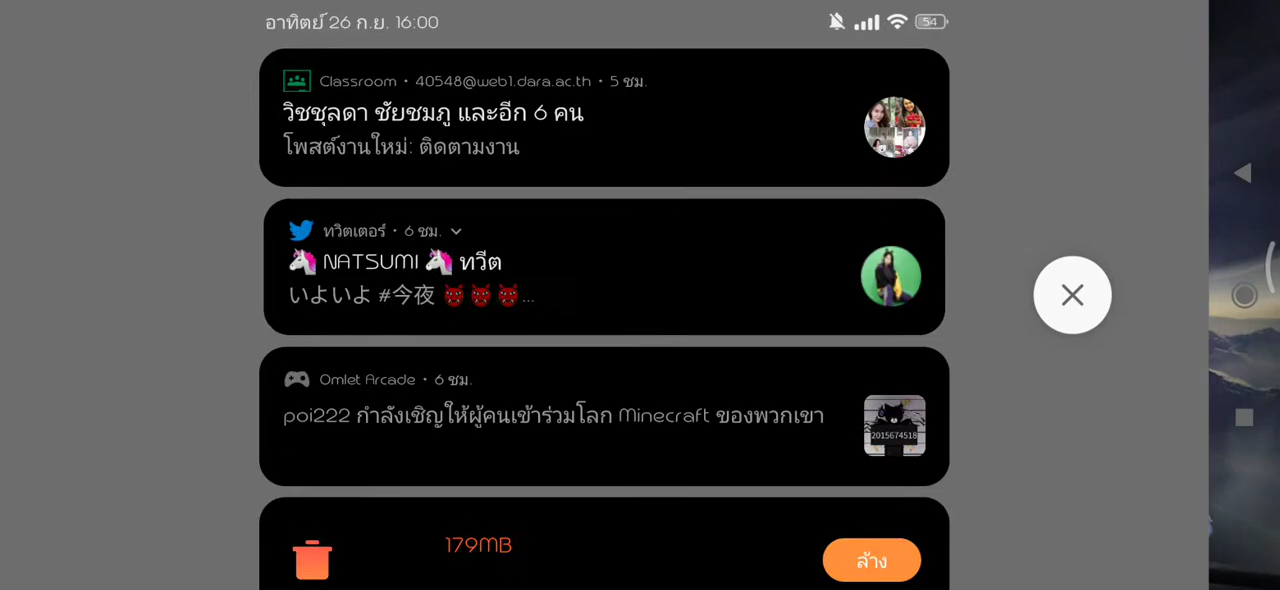 อาทิตย์ 26 ก.ย. 16:00
54
Classroom • 40548@web1.dara.ac.th • 5 ชม.
วิชชุลดา ชัยชมภู และอีก 6 คน
โพสต์งานใหม่: ติดตามงาน
ทวิตเตอร์ • 6 ชม.
🦄 NATSUMI 🦄 ทวีต
いよいよ #今夜 👹👹👹...
Omlet Arcade • 6 ชม.
poi222 กำลังเชิญให้ผู้คนเข้าร่วมโลก Minecraft ของพวกเขา
2015674518
179MB
ล้าง